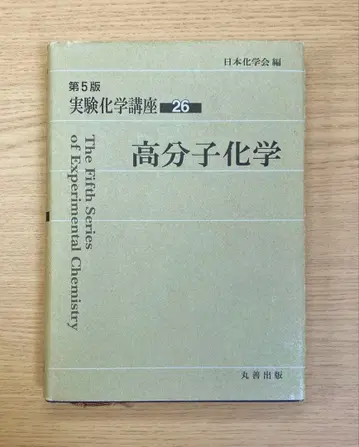 日本化学会 編
第5版
実験化学講座 26
高分子化学
The Fifth Series
of Experimental Chemistry
丸善出版